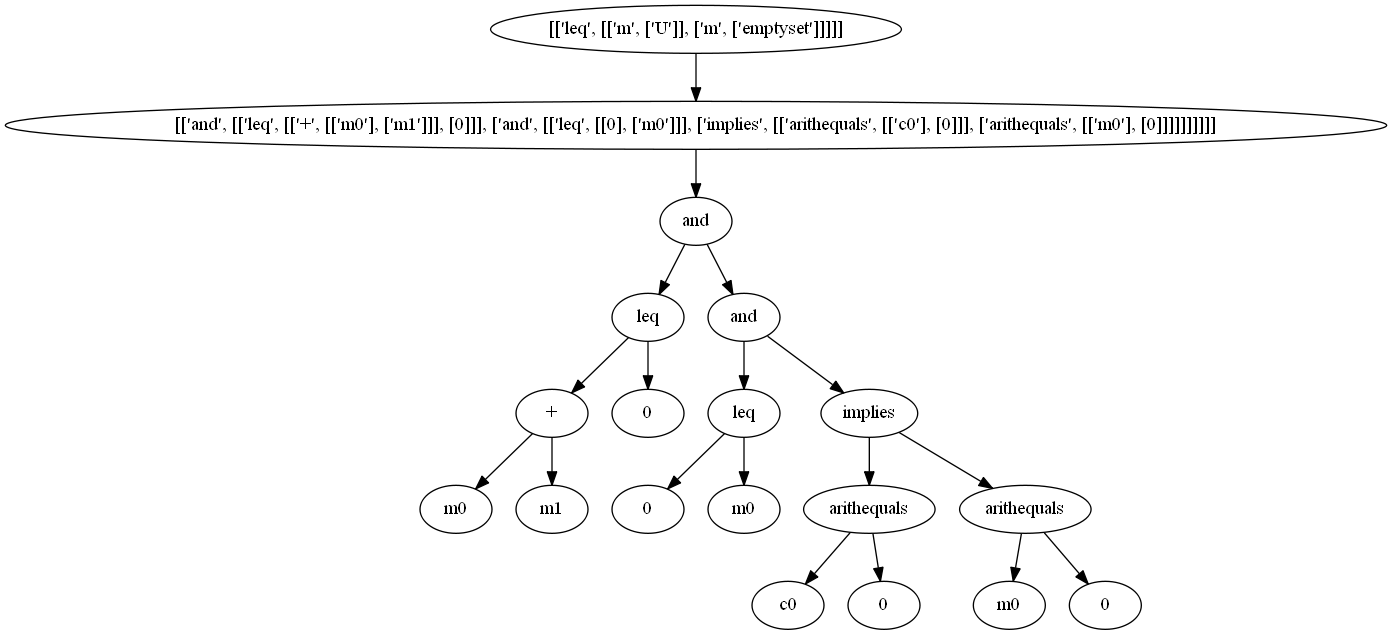 [['leq', [['m', ['U']], ['m', ['emptyset']]]]]
[['and', [['leq', [['+', [['m0'], ['m1']]], [0]]], ['and', [['leq', [[0], ['m0']]], ['implies', [['arithequals', [['c0'], [0]]], ['arithequals', [['m0'], [0]]]]]]]]]]
and
leq and
+ 0 leq implies
m0 m1 0 m0 arithequals arithequals
c0 0 m0 0